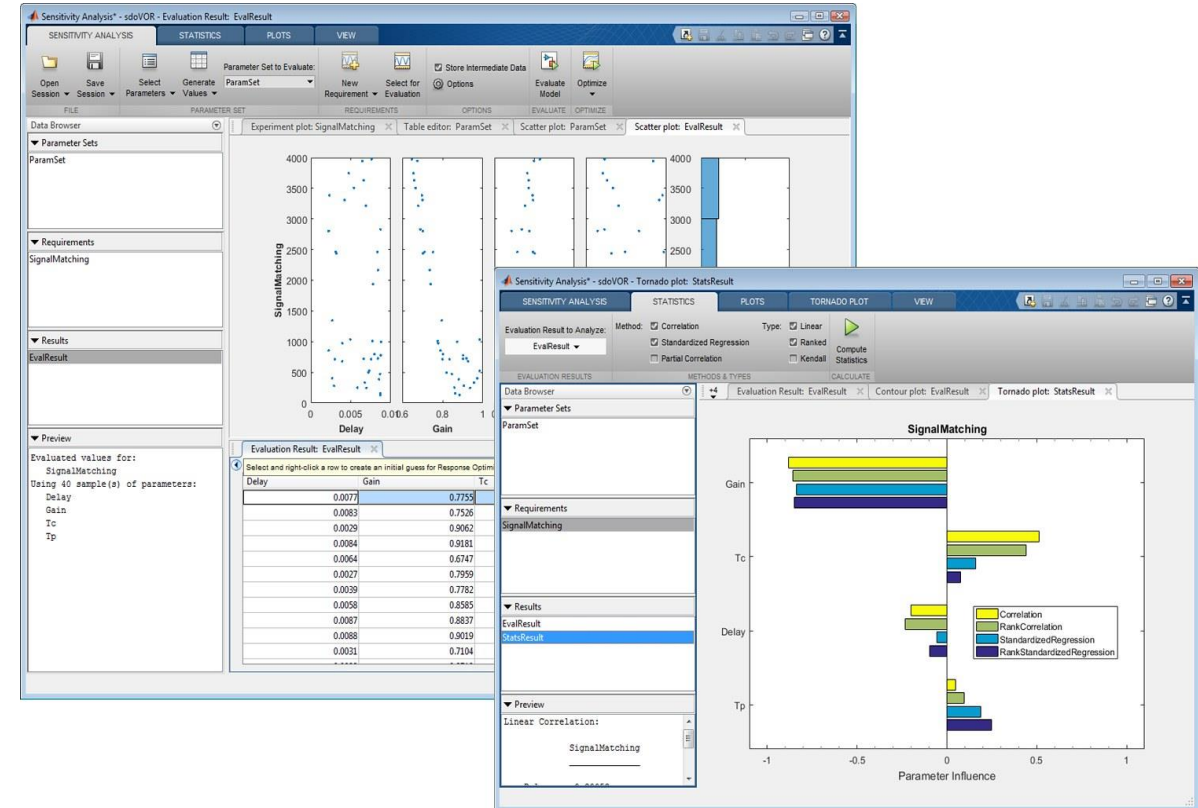 Sensitivity Analysis* - sdoVOR - Evaluation Result: EvalResult
SENSITIVITY ANALYSIS STATISTICS PLOTS VIEW
Open Session
Save Session
Select Parameters
Generate Values
Parameter Set to Evaluate:
ParamSet
New Requirement
Select for Evaluation
Store Intermediate Data
Options
Evaluate Model
Optimize
FILE PARAMETER SET REQUIREMENTS OPTIONS EVALUATE OPTIMIZE
Data Browser
Experiment plot: SignalMatching Table editor: ParamSet Scatter plot: ParamSet Scatter plot: EvalResult
Parameter Sets
ParamSet
Requirements
SignalMatching
Results
EvalResult
Preview
Evaluated values for:
SignalMatching
Using 40 sample(s) of parameters:
Delay
Gain
Tc
Tp
SignalMatching
4000
3500
3000
2500
2000
1500
1000
500
0
4000
3500
3000
2500
0 0.005 0.01 0.6 0.8 1
Delay Gain
Evaluation Result: EvalResult
Select and right-click a row to create an initial guess for Response Optimi
Delay Gain Tc
0.0077 0.7755
0.0083 0.7526
0.0029 0.9062
0.0084 0.9181
0.0064 0.6747
0.0027 0.7959
0.0039 0.7782
0.0058 0.8585
0.0087 0.8837
0.0088 0.9019
0.0031 0.7104
Sensitivity Analysis* - sdoVOR - Tornado plot: StatsResult
SENSITIVITY ANALYSIS STATISTICS PLOTS TORNADO PLOT VIEW
Evaluation Result to Analyze:
EvalResult
Method: Correlation
Standardized Regression
Partial Correlation
Type: Linear
Ranked
Kendall
Compute Statistics
EVALUATION RESULTS METHODS & TYPES CALCULATE
Data Browser
+4 Evaluation Result: EvalResult Contour plot: EvalResult Tornado plot: StatsResult
Parameter Sets
ParamSet
Requirements
SignalMatching
Results
EvalResult
StatsResult
Preview
Linear Correlation:
SignalMatching
SignalMatching
Gain
Tc
Delay
Tp
Correlation
RankCorrelation
StandardizedRegression
RankStandardizedRegression
-1 -0.5 0 0.5 1
Parameter Influence